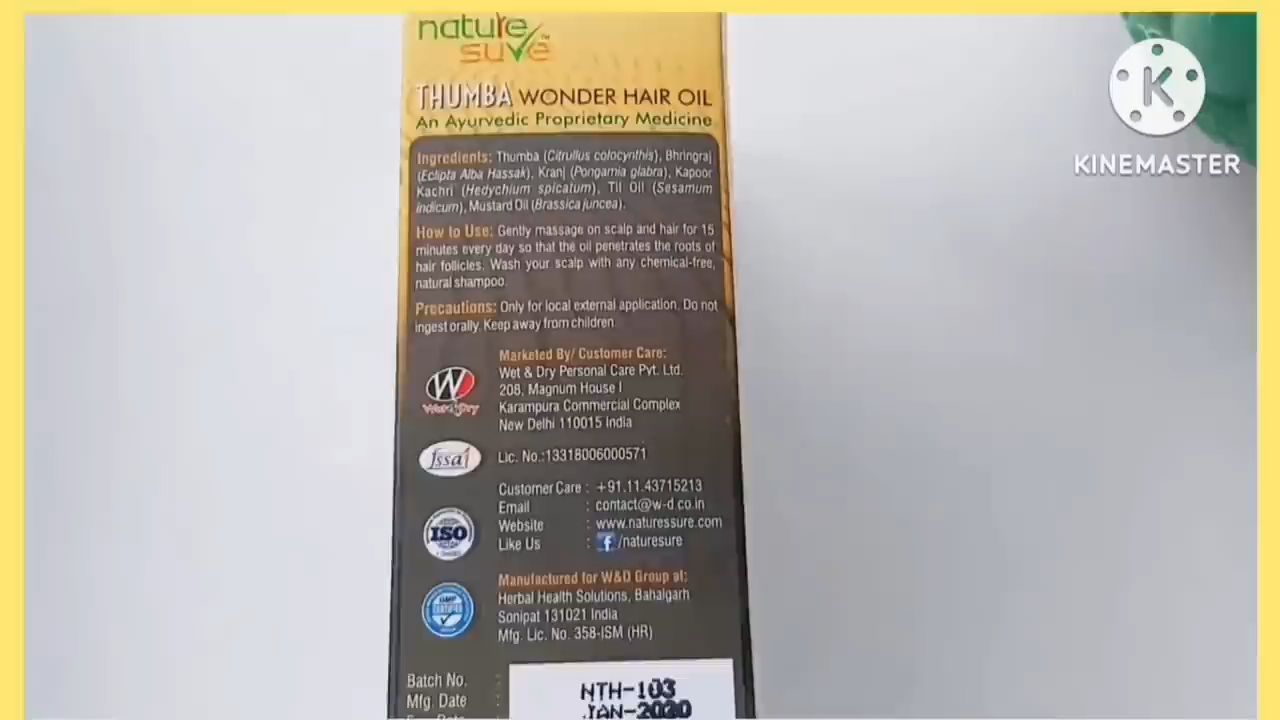 nature
sure™
THUMBA WONDER HAIR OIL
An Ayurvedic Proprietary Medicine
Ingredients: Thumba (Citrullus colocynthis), Bhringraj
(Eclipta Alba Hassak), Kranj (Pongamia glabra), Kapoor
Kachri (Hedychium spicatum), Til Oil (Sesamum
indicum), Mustard Oil (Brassica juncea).
How to Use: Gently massage on scalp and hair for 15
minutes every day so that the oil penetrates the roots of
hair follicles. Wash your scalp with any chemical-free,
natural shampoo.
Precautions: Only for local external application. Do not
ingest orally. Keep away from children.
Marketed By/ Customer Care:
Wet & Dry Personal Care Pvt. Ltd.
208, Magnum House I
Karampura Commercial Complex
New Delhi 110015 India
W
Wet & Dry
fssai
Lic. No.:13318006000571
Customer Care : +91.11.43715213
Email : contact@w-d.co.in
Website : www.naturessure.com
Like Us : f/naturesure
ISO
Manufactured for W&D Group at:
Herbal Health Solutions, Bahalgarh
Sonipat 131021 India
Mfg. Lic. No. 358-ISM (HR)
GMP
CERTIFIED
Batch No. : NTH-103
Mfg. Date : JAN-2020
K
KINEMASTER